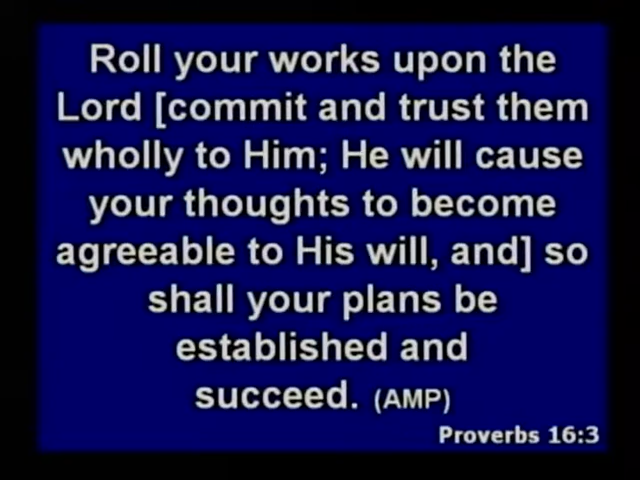 Roll your works upon the
Lord [commit and trust them
wholly to Him; He will cause
your thoughts to become
agreeable to His will, and] so
shall your plans be
established and
succeed. (AMP)
Proverbs 16:3